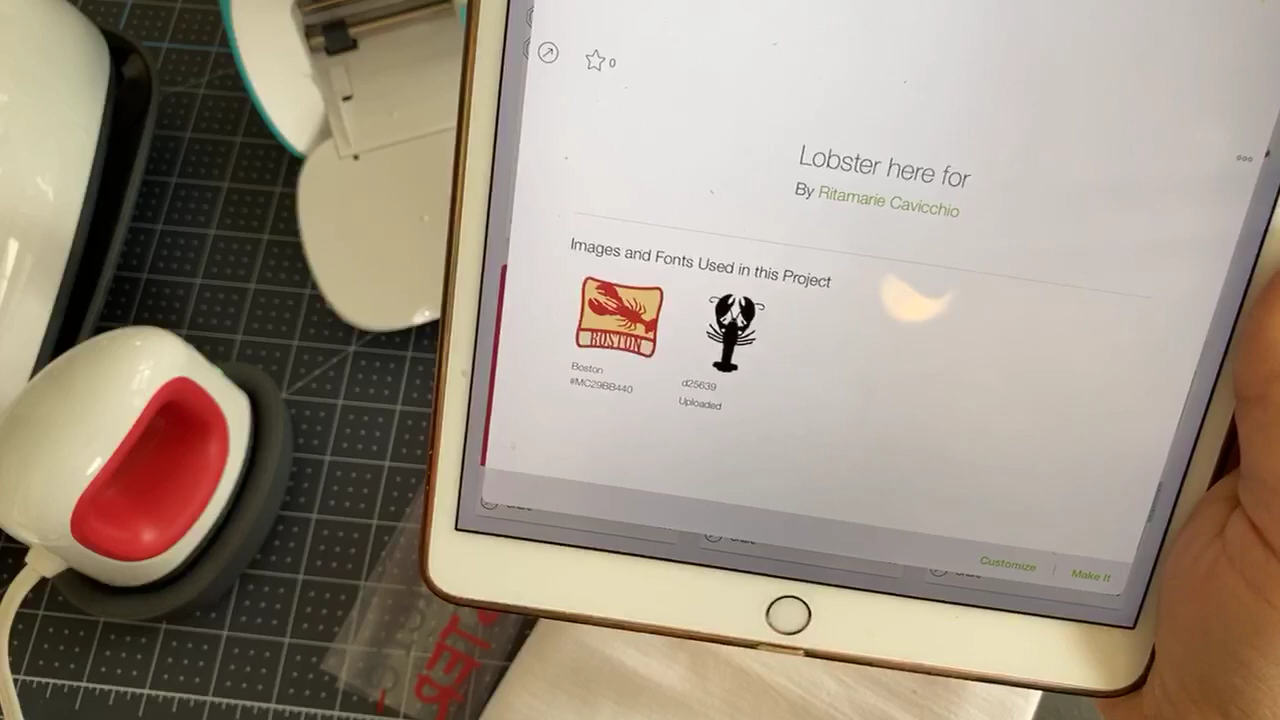 0
Lobster here for
By Ritamarie Cavicchio
Images and Fonts Used in this Project
BOSTON
Boston
#MC29BB440
d25639
Uploaded
Customize
Make It
TER